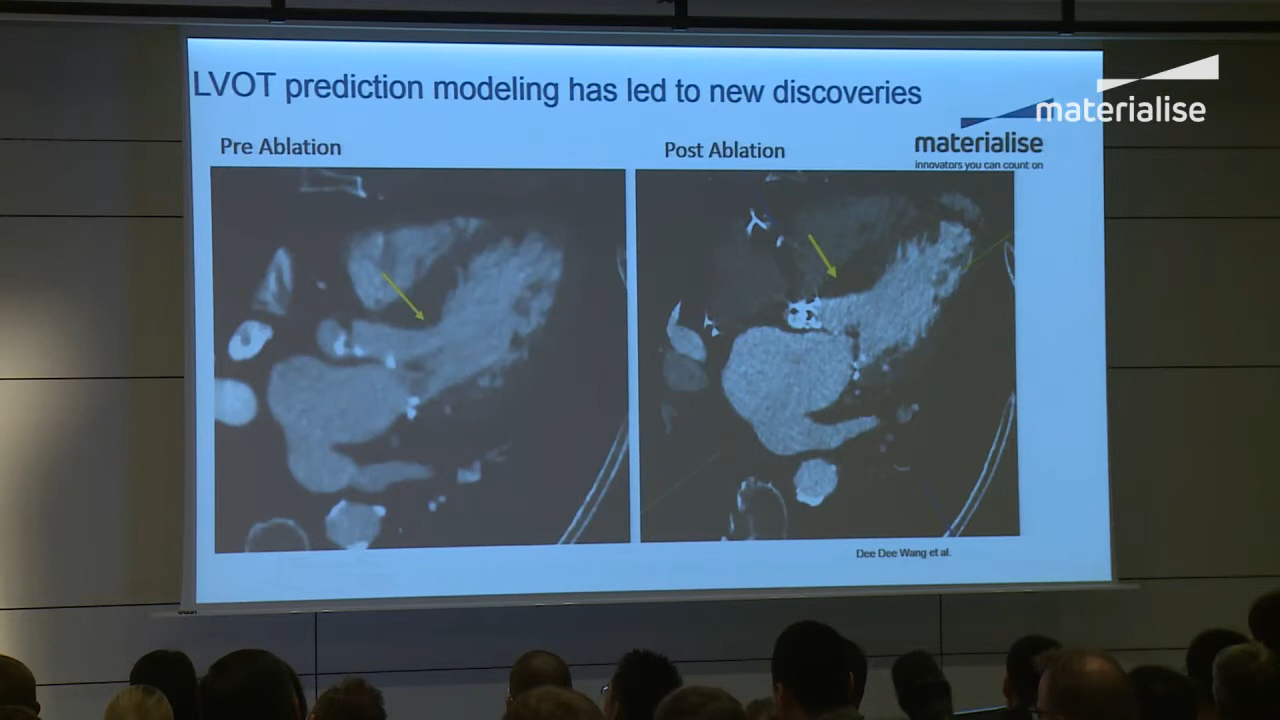 LVOT prediction modeling has led to new discoveries
materialise
Pre Ablation
Post Ablation
materialise
innovators you can count on
Dee Dee Wang et al.